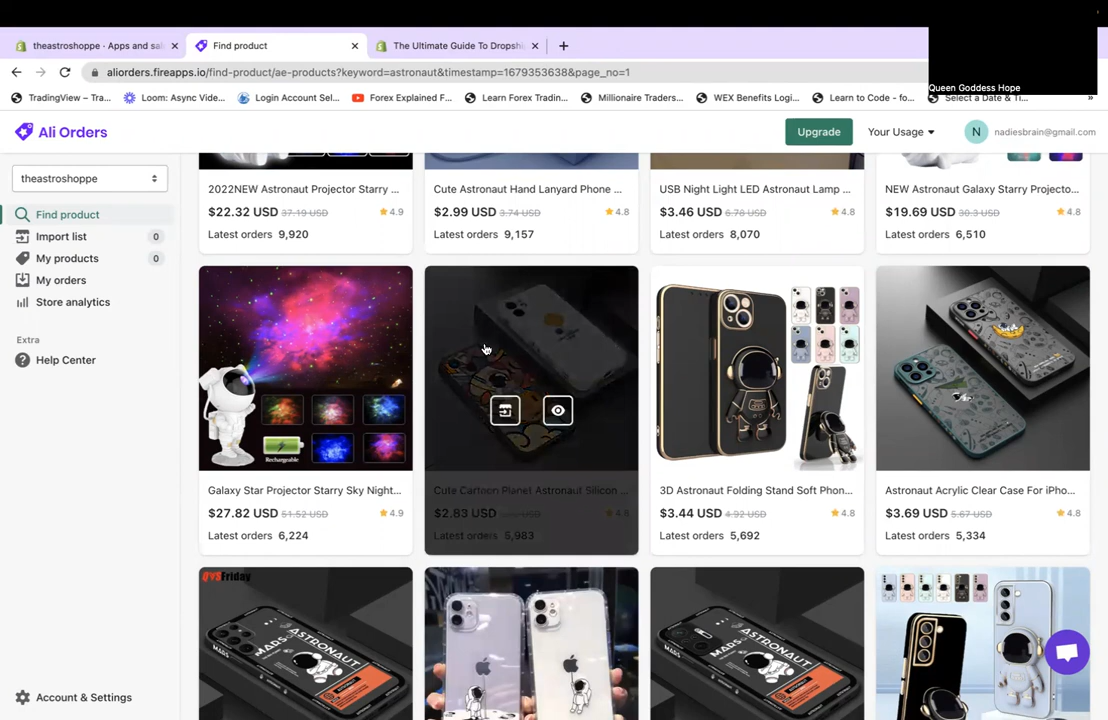 theastroshoppe · Apps and sal
Find product
The Ultimate Guide To Dropshi
aliorders.fireapps.io/find-product/ae-products?keyword=astronaut&timestamp=1679353638&page_no=1
Queen Goddess Hope
TradingView – Tra...
Loom: Async Vide...
Login Account Sel...
Forex Explained F...
Learn Forex Tradin...
Millionaire Traders...
WEX Benefits Logi...
Learn to Code - fo...
Select a Date & Ti...
»
Ali Orders
Upgrade
Your Usage
N
nadiesbrain@gmail.com
theastroshoppe
Find product
Import list 0
My products 0
My orders
Store analytics
Extra
Help Center
Account & Settings
2022NEW Astronaut Projector Starry ...
$22.32 USD 37.19 USD 4.9
Latest orders 9,920
Cute Astronaut Hand Lanyard Phone ...
$2.99 USD 3.74 USD 4.8
Latest orders 9,157
USB Night Light LED Astronaut Lamp ...
$3.46 USD 6.78 USD 4.8
Latest orders 8,070
NEW Astronaut Galaxy Starry Projecto...
$19.69 USD 30.3 USD 4.8
Latest orders 6,510
Rechargeable
Galaxy Star Projector Starry Sky Night...
$27.82 USD 51.52 USD 4.9
Latest orders 6,224
Cute Cartoon Planet Astronaut Silicon ...
$2.83 USD 4.8
Latest orders 5,983
3D Astronaut Folding Stand Soft Phon...
$3.44 USD 4.92 USD 4.8
Latest orders 5,692
Astronaut Acrylic Clear Case For iPho...
$3.69 USD 5.67 USD 4.8
Latest orders 5,334
QYSFriday
ASTRONAUT
MARS
ASTRONAUT
MARS